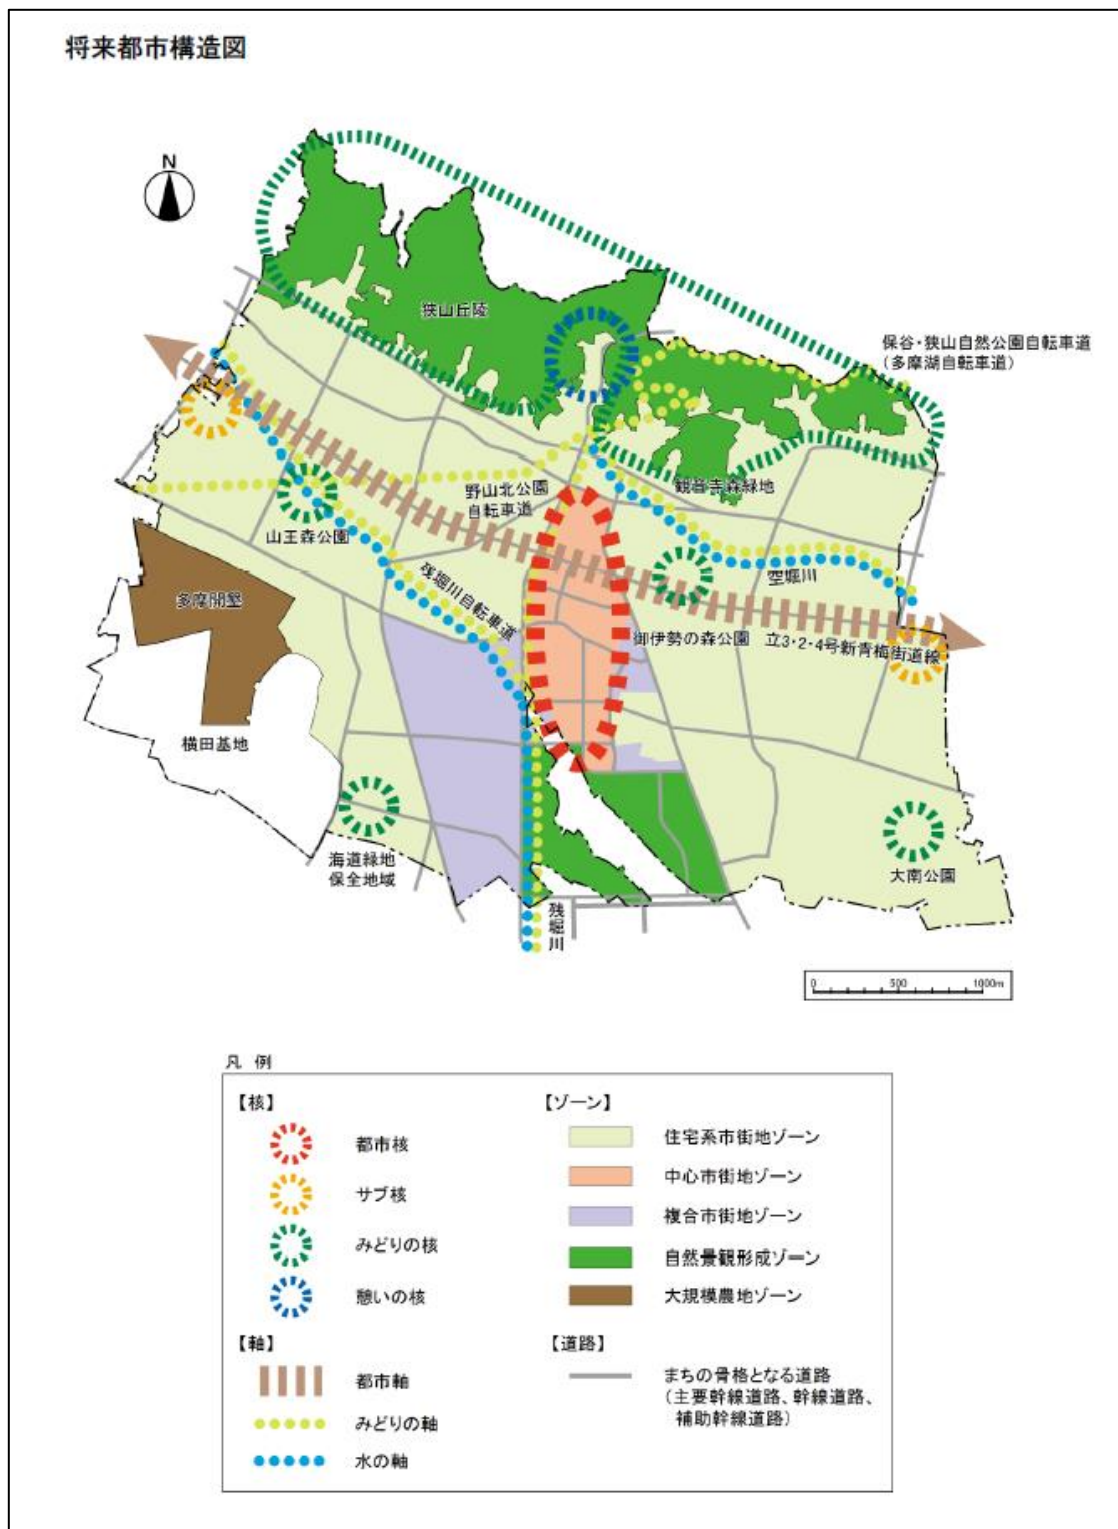 将来都市構造図
N
狭山丘陵
保谷・狭山自然公園自転車道
(多摩湖自転車道)
野山北公園
自転車道
観音寺森緑地
山王森公園
残堀川自転車道
空堀川
多摩開墾
御伊勢の森公園
立3・2・4号新青梅街道線
横田基地
海道緑地
保全地域
大南公園
残堀川
0 500 1000m
凡 例
【核】
都市核
サブ核
みどりの核
憩いの核
【軸】
都市軸
みどりの軸
水の軸
【ゾーン】
住宅系市街地ゾーン
中心市街地ゾーン
複合市街地ゾーン
自然景観形成ゾーン
大規模農地ゾーン
【道路】
まちの骨格となる道路
(主要幹線道路、幹線道路、
補助幹線道路)